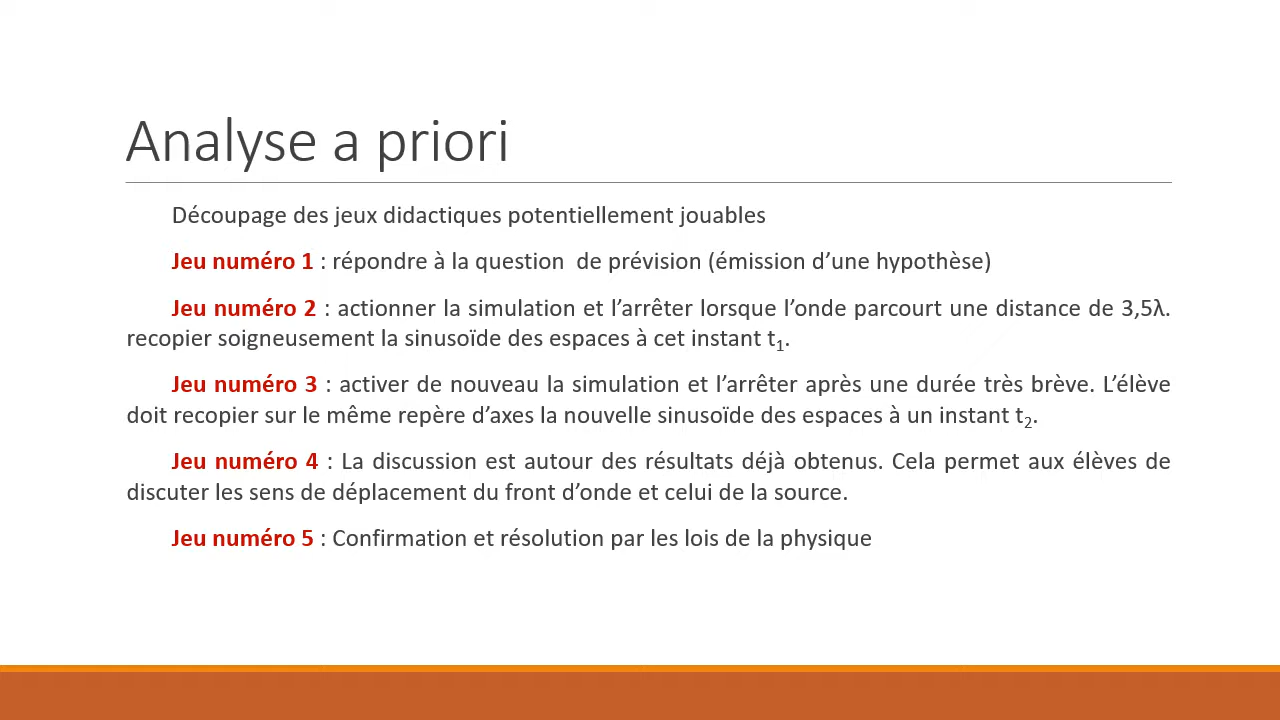 Analyse a priori
Découpage des jeux didactiques potentiellement jouables
Jeu numéro 1 : répondre à la question  de prévision (émission d’une hypothèse)
Jeu numéro 2 : actionner la simulation et l’arrêter lorsque l’onde parcourt une distance de 3,5λ.
recopier soigneusement la sinusoïde des espaces à cet instant t₁.
Jeu numéro 3 : activer de nouveau la simulation et l’arrêter après une durée très brève. L’élève
doit recopier sur le même repère d’axes la nouvelle sinusoïde des espaces à un instant t₂.
Jeu numéro 4 : La discussion est autour des résultats déjà obtenus. Cela permet aux élèves de
discuter les sens de déplacement du front d’onde et celui de la source.
Jeu numéro 5 : Confirmation et résolution par les lois de la physique